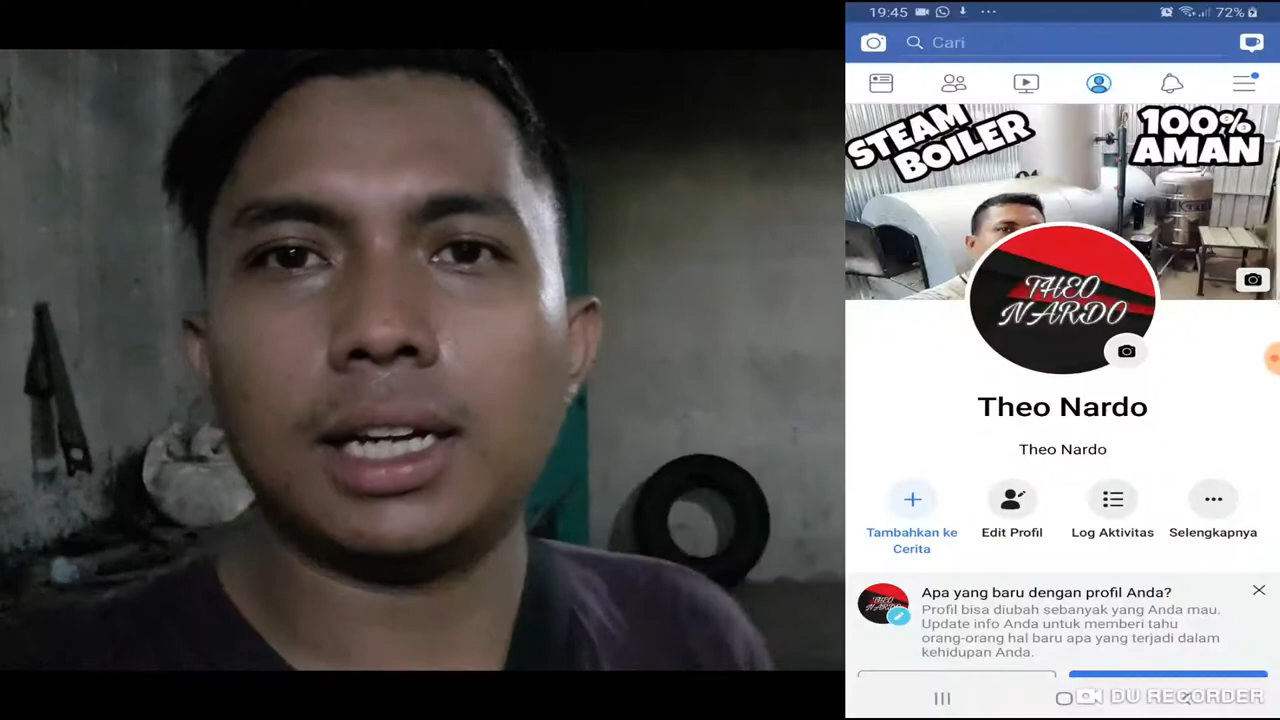 19:45
72%
Cari
STEAM
BOILER
100%
AMAN
THEO
NARDO
Theo Nardo
Theo Nardo
Tambahkan ke
Cerita
Edit Profil
Log Aktivitas
Selengkapnya
THEO
NARDO
Apa yang baru dengan profil Anda?
Profil bisa diubah sebanyak yang Anda mau.
Update info Anda untuk memberi tahu
orang-orang hal baru apa yang terjadi dalam
kehidupan Anda.
DU RECORDER